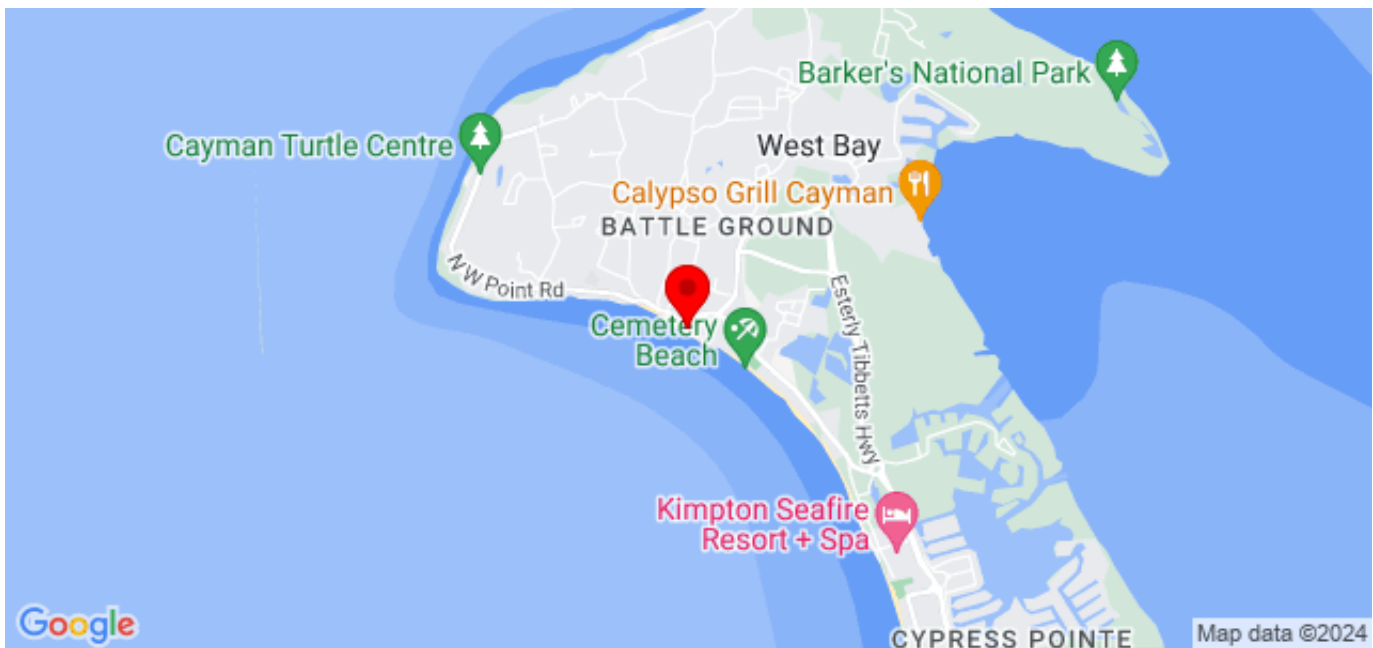 Barker's National Park
Cayman Turtle Centre
West Bay
Calypso Grill Cayman
BATTLE GROUND
NW Point Rd
Esterly Tibbetts Hwy
Cemetery
Beach
Kimpton Seafire
Resort + Spa
CYPRESS POINTE
Google
Map data ©2024